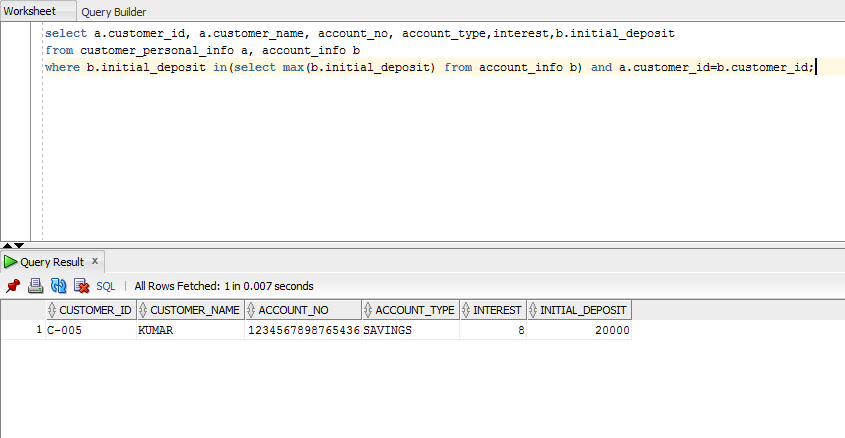 Worksheet Query Builder
select a.customer_id, a.customer_name, account_no, account_type,interest,b.initial_deposit
from customer_personal_info a, account_info b
where b.initial_deposit in(select max(b.initial_deposit) from account_info b) and a.customer_id=b.customer_id;
Query Result x
SQL | All Rows Fetched: 1 in 0.007 seconds
CUSTOMER_ID CUSTOMER_NAME ACCOUNT_NO ACCOUNT_TYPE INTEREST INITIAL_DEPOSIT
1 C-005 KUMAR 1234567898765436 SAVINGS 8 20000